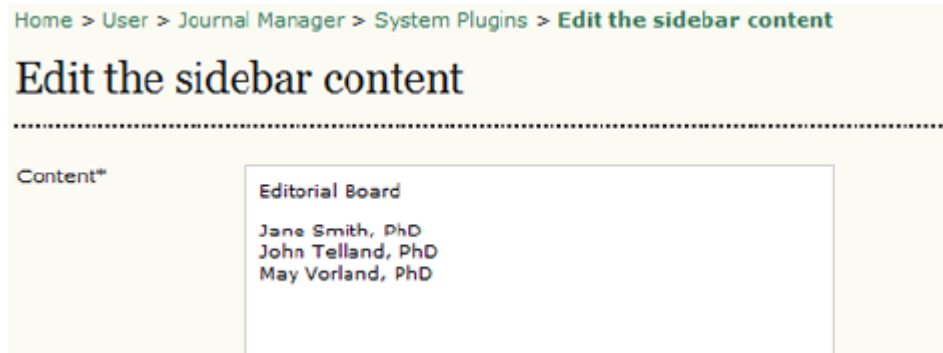 Home > User > Journal Manager > System Plugins > Edit the sidebar content
Edit the sidebar content
Content*
Editorial Board
Jane Smith, PhD
John Telland, PhD
May Vorland, PhD